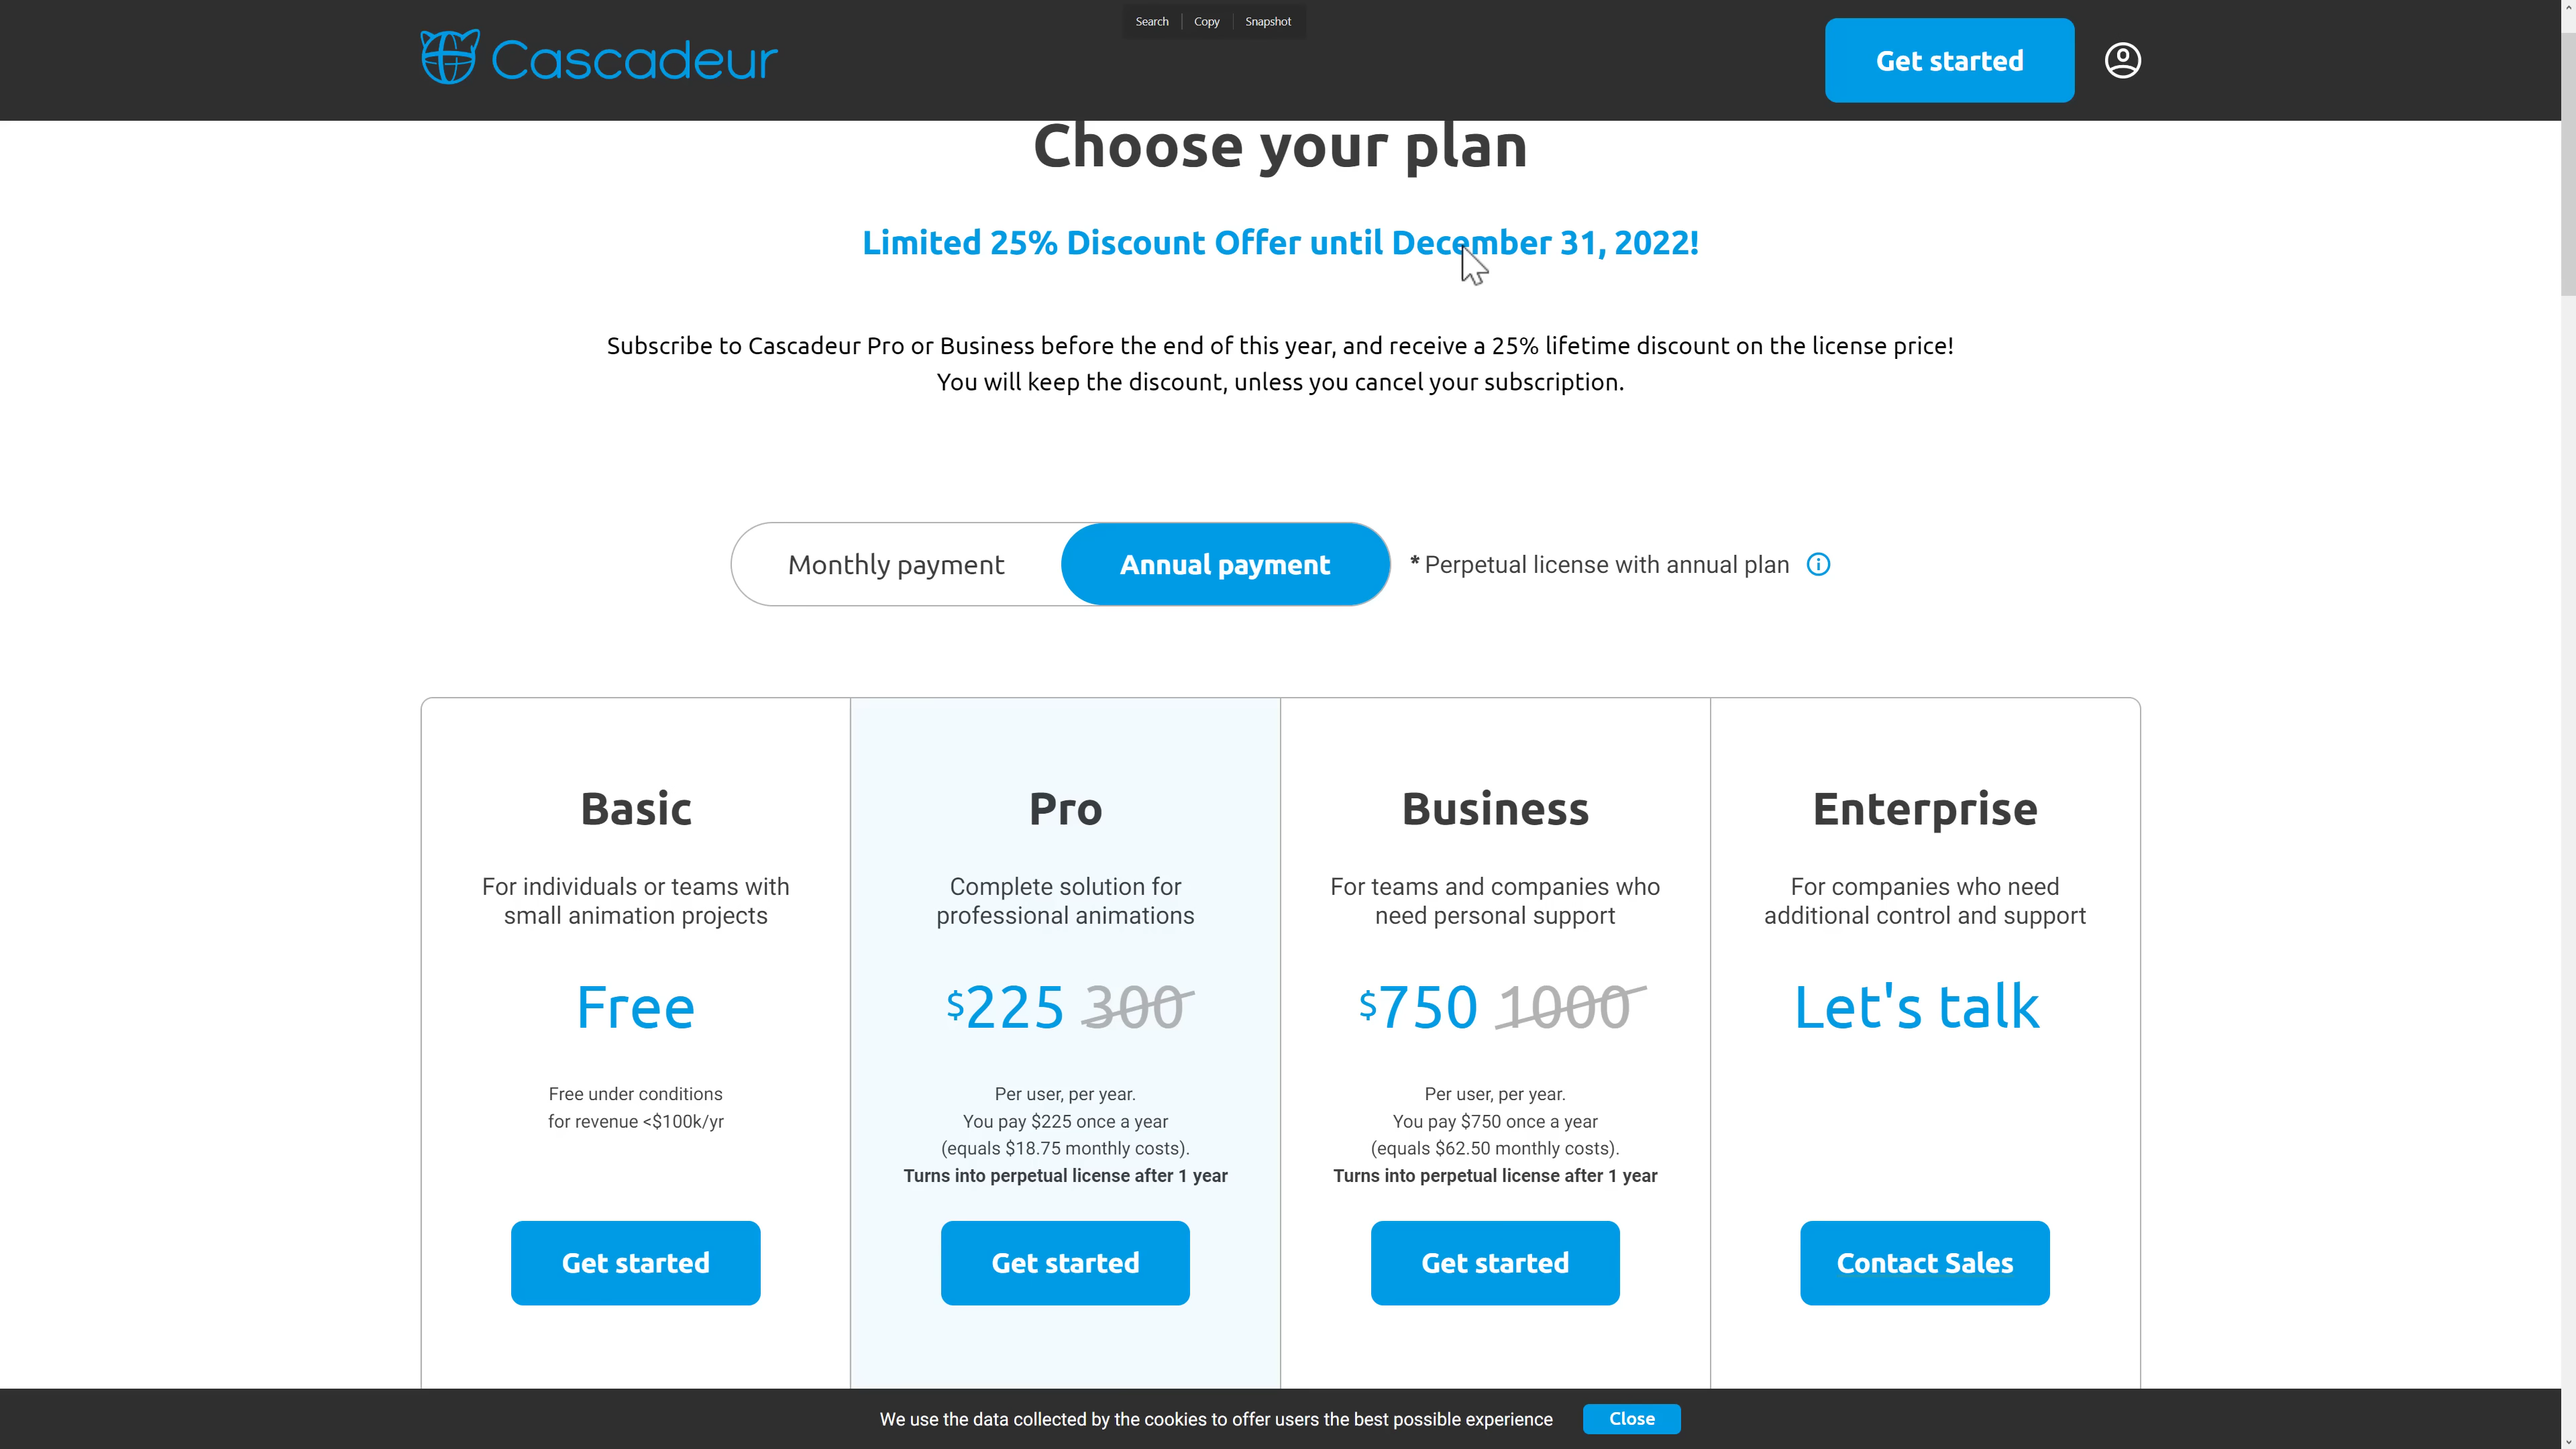 Search
Copy
Snapshot
Cascadeur
Get started
Choose your plan
Limited 25% Discount Offer until December 31, 2022!
Subscribe to Cascadeur Pro or Business before the end of this year, and receive a 25% lifetime discount on the license price!
You will keep the discount, unless you cancel your subscription.
Monthly payment
Annual payment
* Perpetual license with annual plan
Basic
For individuals or teams with
small animation projects
Free
Free under conditions
for revenue <$100k/yr
Get started
Pro
Complete solution for
professional animations
$225 300
Per user, per year.
You pay $225 once a year
(equals $18.75 monthly costs).
Turns into perpetual license after 1 year
Get started
Business
For teams and companies who
need personal support
$750 1000
Per user, per year.
You pay $750 once a year
(equals $62.50 monthly costs).
Turns into perpetual license after 1 year
Get started
Enterprise
For companies who need
additional control and support
Let's talk
Contact Sales
We use the data collected by the cookies to offer users the best possible experience
Close